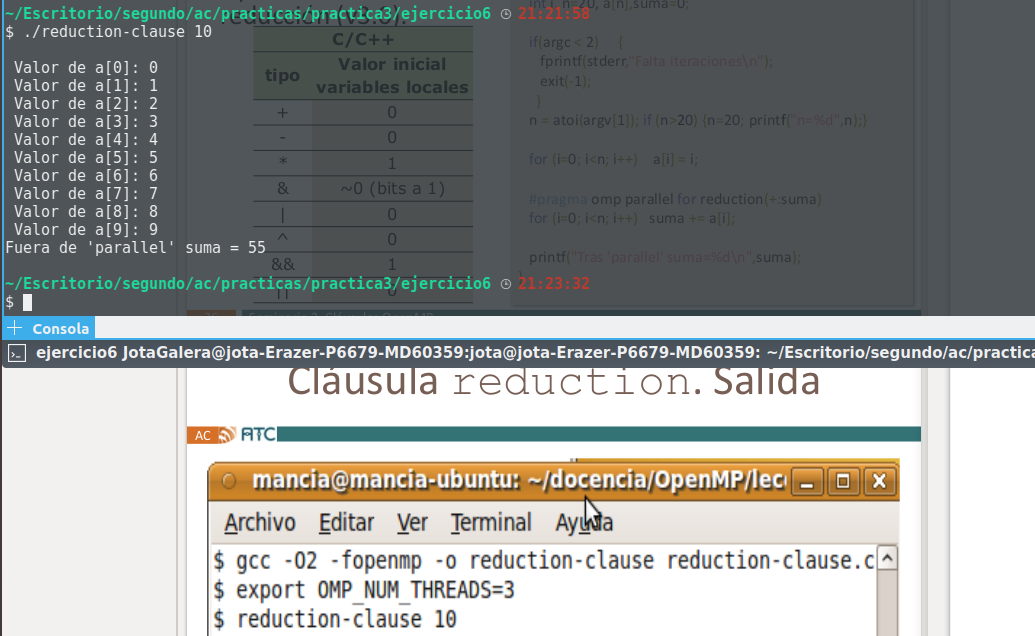 ~/Escritorio/segundo/ac/practicas/practica3/ejercicio6 21:21:58
$ ./reduction-clause 10
Valor de a[0]: 0
Valor de a[1]: 1
Valor de a[2]: 2
Valor de a[3]: 3
Valor de a[4]: 4
Valor de a[5]: 5
Valor de a[6]: 6
Valor de a[7]: 7
Valor de a[8]: 8
Valor de a[9]: 9
Fuera de 'parallel' suma = 55
~/Escritorio/segundo/ac/practicas/practica3/ejercicio6 21:23:32
$
reducción (v3.0).
C/C++
tipo Valor inicial
variables locales
+ 0
- 0
* 1
& ~0 (bits a 1)
| 0
^ 0
&& 1
|| 0
int i, n=20, a[n],suma=0;
if(argc < 2) {
fprintf(stderr,"Falta iteraciones\n");
exit(-1);
}
n = atoi(argv[1]); if (n>20) {n=20; printf("n=%d",n);}
for (i=0; i<n; i++) a[i] = i;
#pragma omp parallel for reduction(+:suma)
for (i=0; i<n; i++) suma += a[i];
printf("Tras 'parallel' suma=%d\n",suma);
Consola
ejercicio6 JotaGalera@jota-Erazer-P6679-MD60359:jota@jota-Erazer-P6679-MD60359: ~/Escritorio/segundo/ac/practica
Cláusula reduction. Salida
AC ATC
mancia@mancia-ubuntu: ~/docencia/OpenMP/lec
Archivo Editar Ver Terminal Ayuda
$ gcc -O2 -fopenmp -o reduction-clause reduction-clause.c
$ export OMP_NUM_THREADS=3
$ reduction-clause 10